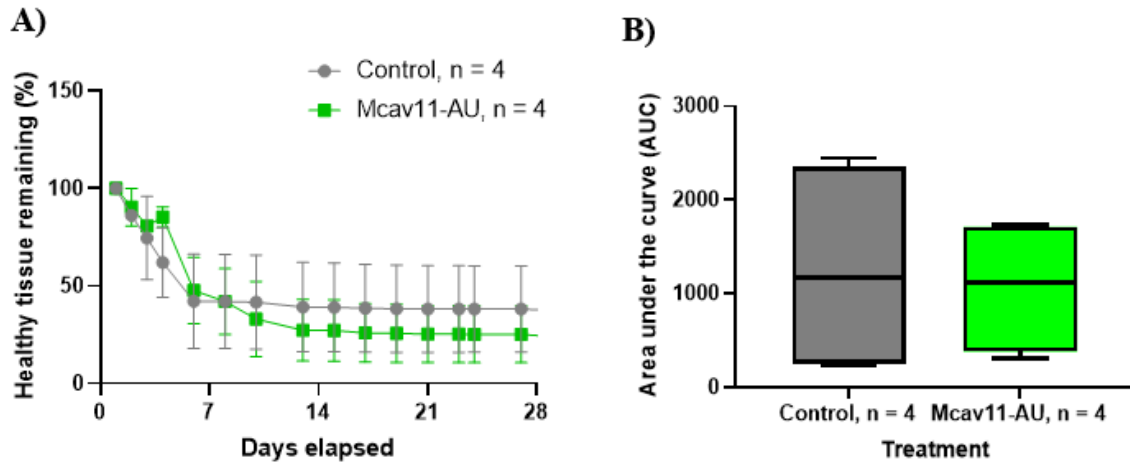 A)
Healthy tissue remaining (%)
150
100
50
0
Control, n = 4
Mcav11-AU, n = 4
0 7 14 21 28
Days elapsed
B)
Area under the curve (AUC)
3000
2000
1000
0
Control, n = 4 Mcav11-AU, n = 4
Treatment